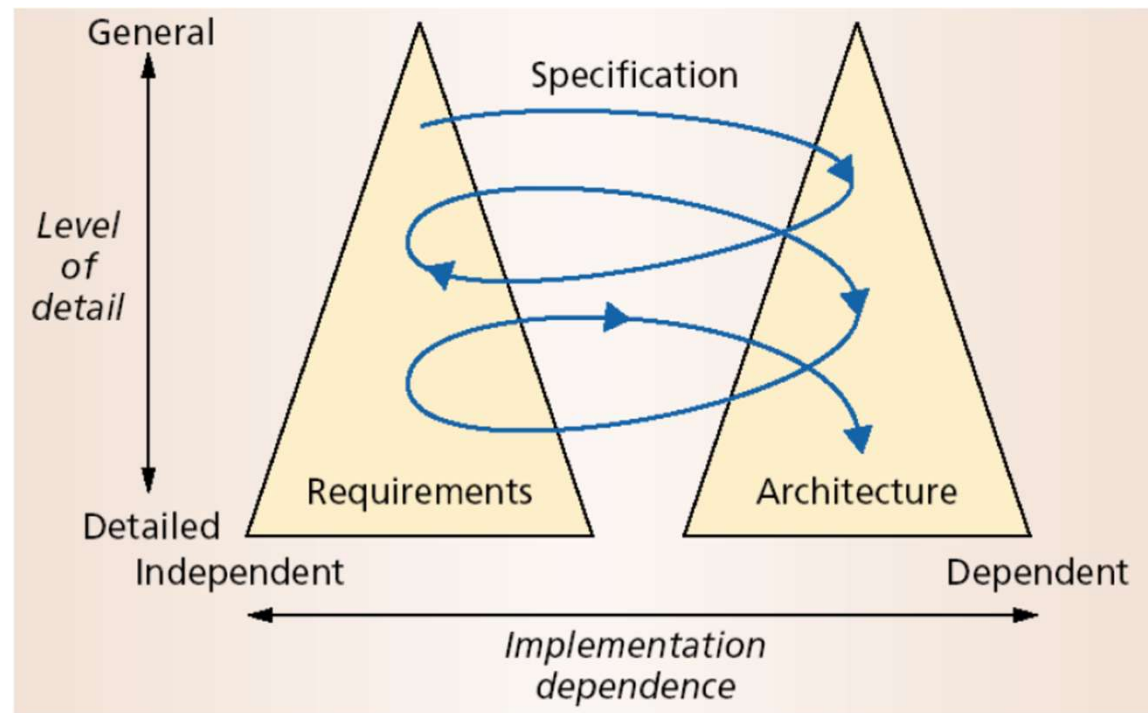 General
Specification
Level
of
detail
Requirements
Architecture
Detailed
Independent
Dependent
Implementation
dependence